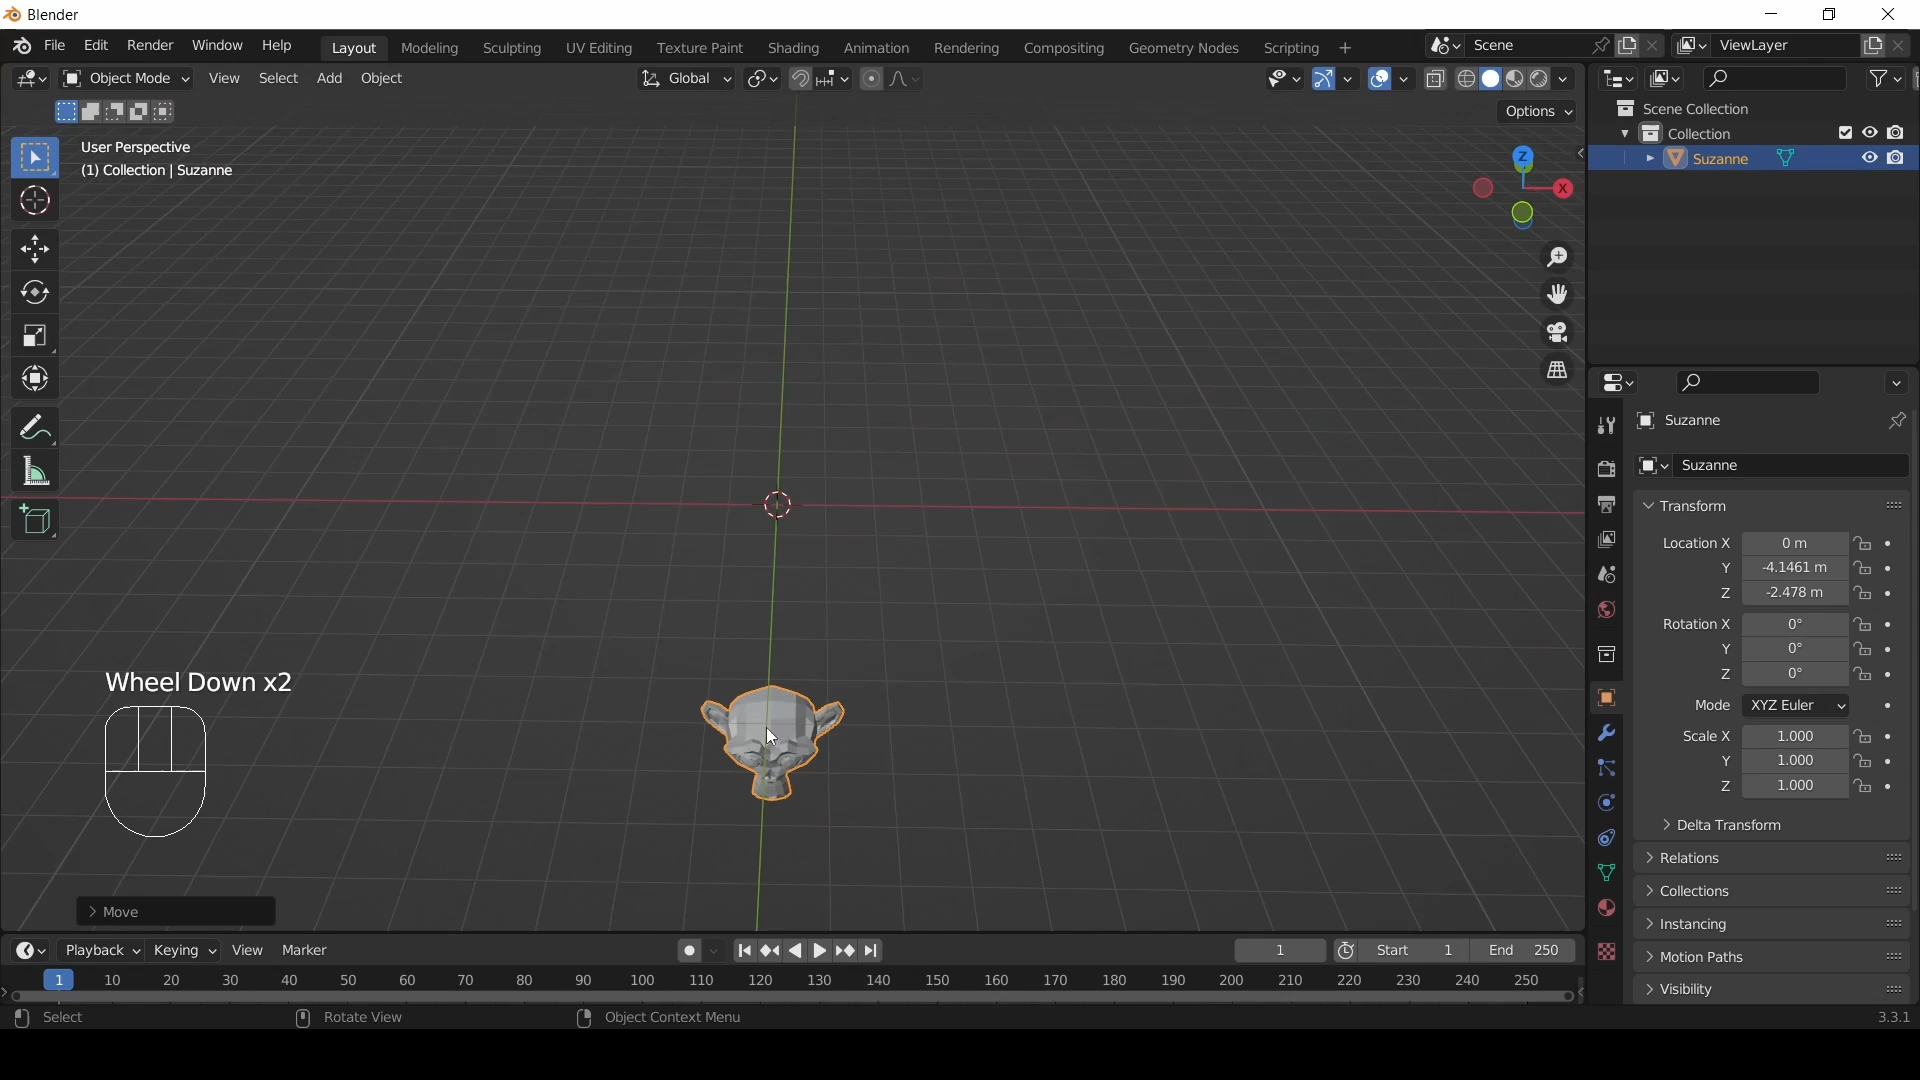 Blender
File Edit Render Window Help Layout Modeling Sculpting UV Editing Texture Paint Shading Animation Rendering Compositing Geometry Nodes Scripting + Scene ViewLayer
Object Mode View Select Add Object Global
Options
User Perspective
(1) Collection | Suzanne
Z
X
Scene Collection
Collection
Suzanne
Suzanne
Suzanne
Transform
Location X 0 m
Y -4.1461 m
Z -2.478 m
Rotation X 0°
Y 0°
Z 0°
Mode XYZ Euler
Scale X 1.000
Y 1.000
Z 1.000
Delta Transform
Relations
Collections
Instancing
Motion Paths
Visibility
Wheel Down x2
Move
Playback Keying View Marker 1 Start 1 End 250
1 10 20 30 40 50 60 70 80 90 100 110 120 130 140 150 160 170 180 190 200 210 220 230 240 250
Select Rotate View Object Context Menu 3.3.1